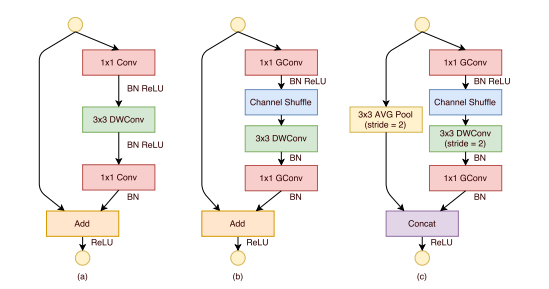 1x1 Conv
BN ReLU
3x3 DWConv
BN ReLU
1x1 Conv
BN
Add
ReLU
(a)
1x1 GConv
BN ReLU
Channel Shuffle
3x3 DWConv
BN
1x1 GConv
BN
Add
ReLU
(b)
3x3 AVG Pool
(stride = 2)
1x1 GConv
BN ReLU
Channel Shuffle
3x3 DWConv
(stride = 2)
BN
1x1 GConv
BN
Concat
ReLU
(c)